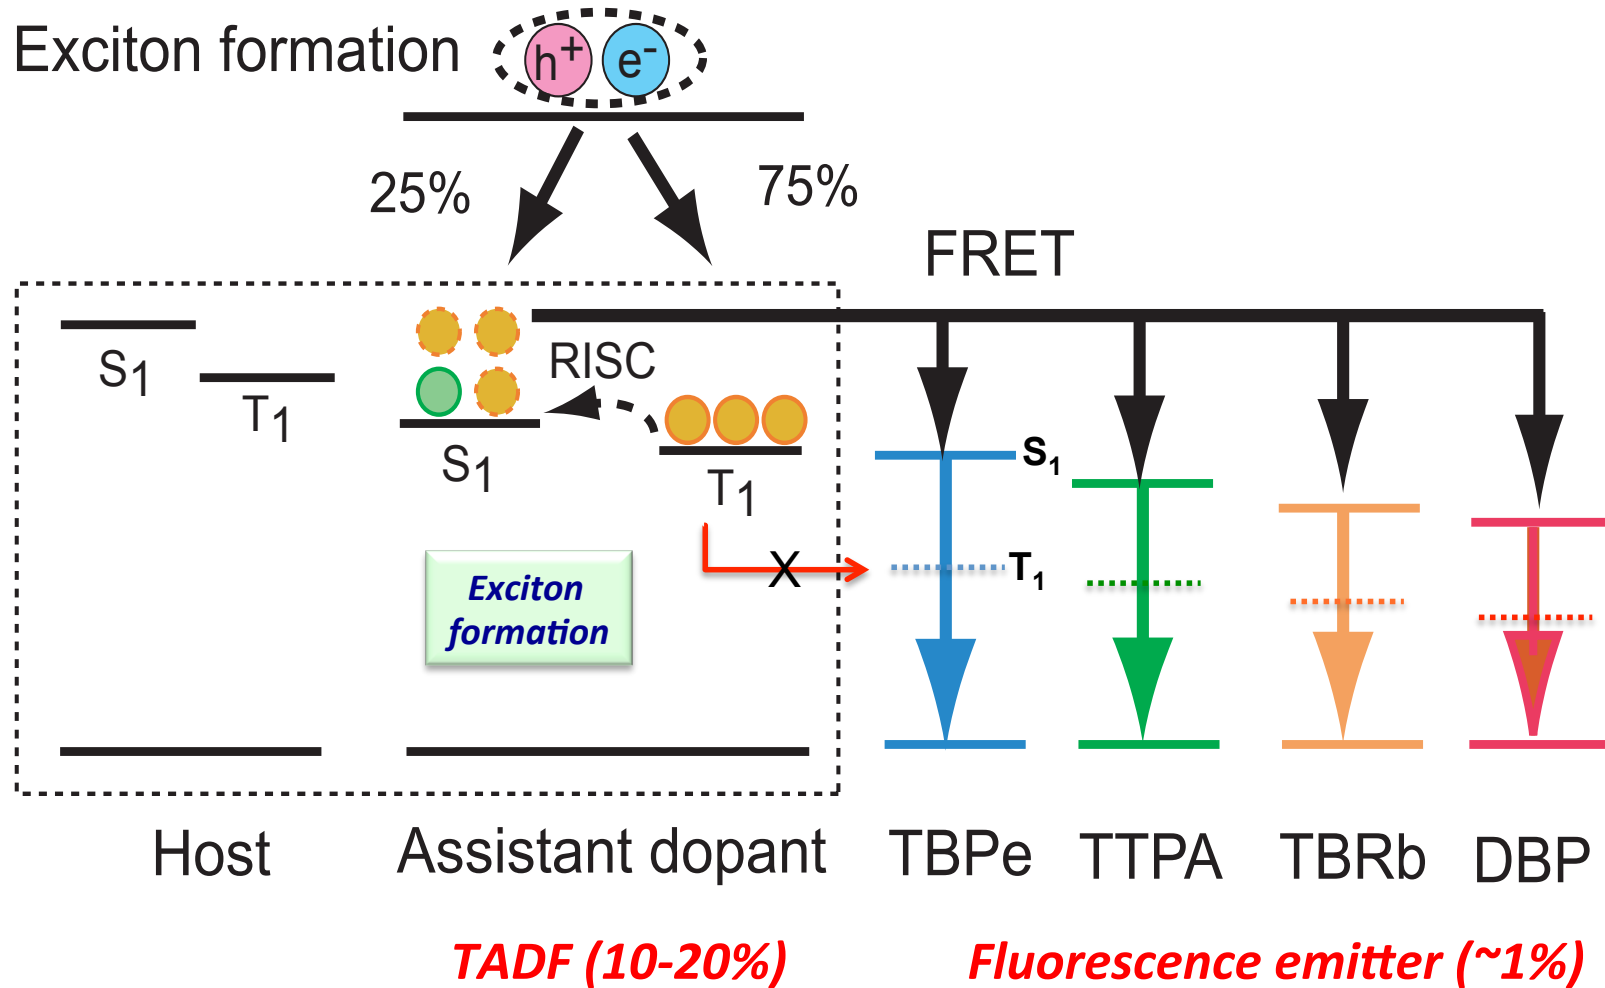 Exciton formation
h+ e-
25%
75%
FRET
S1
T1
RISC
S1
T1
S1
T1
X
Exciton
formation
Host
Assistant dopant
TBPe
TTPA
TBRb
DBP
TADF (10-20%)
Fluorescence emitter (~1%)